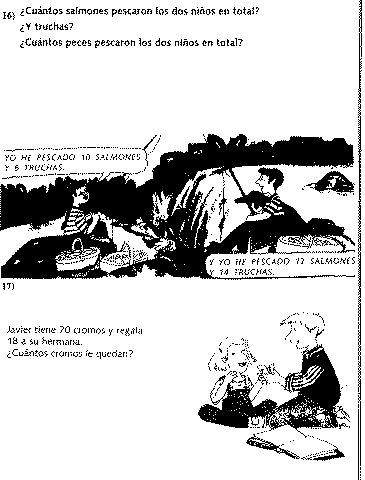 16) ¿Cuántos salmones pescaron los dos niños en total?
¿Y truchas?
¿Cuántos peces pescaron los dos niños en total?
YO HE PESCADO 10 SALMONES
Y 6 TRUCHAS.
Y YO HE PESCADO 12 SALMONES
Y 14 TRUCHAS.
17)
Javier tiene 70 cromos y regala
18 a su hermana.
¿Cuántos cromos le quedan?